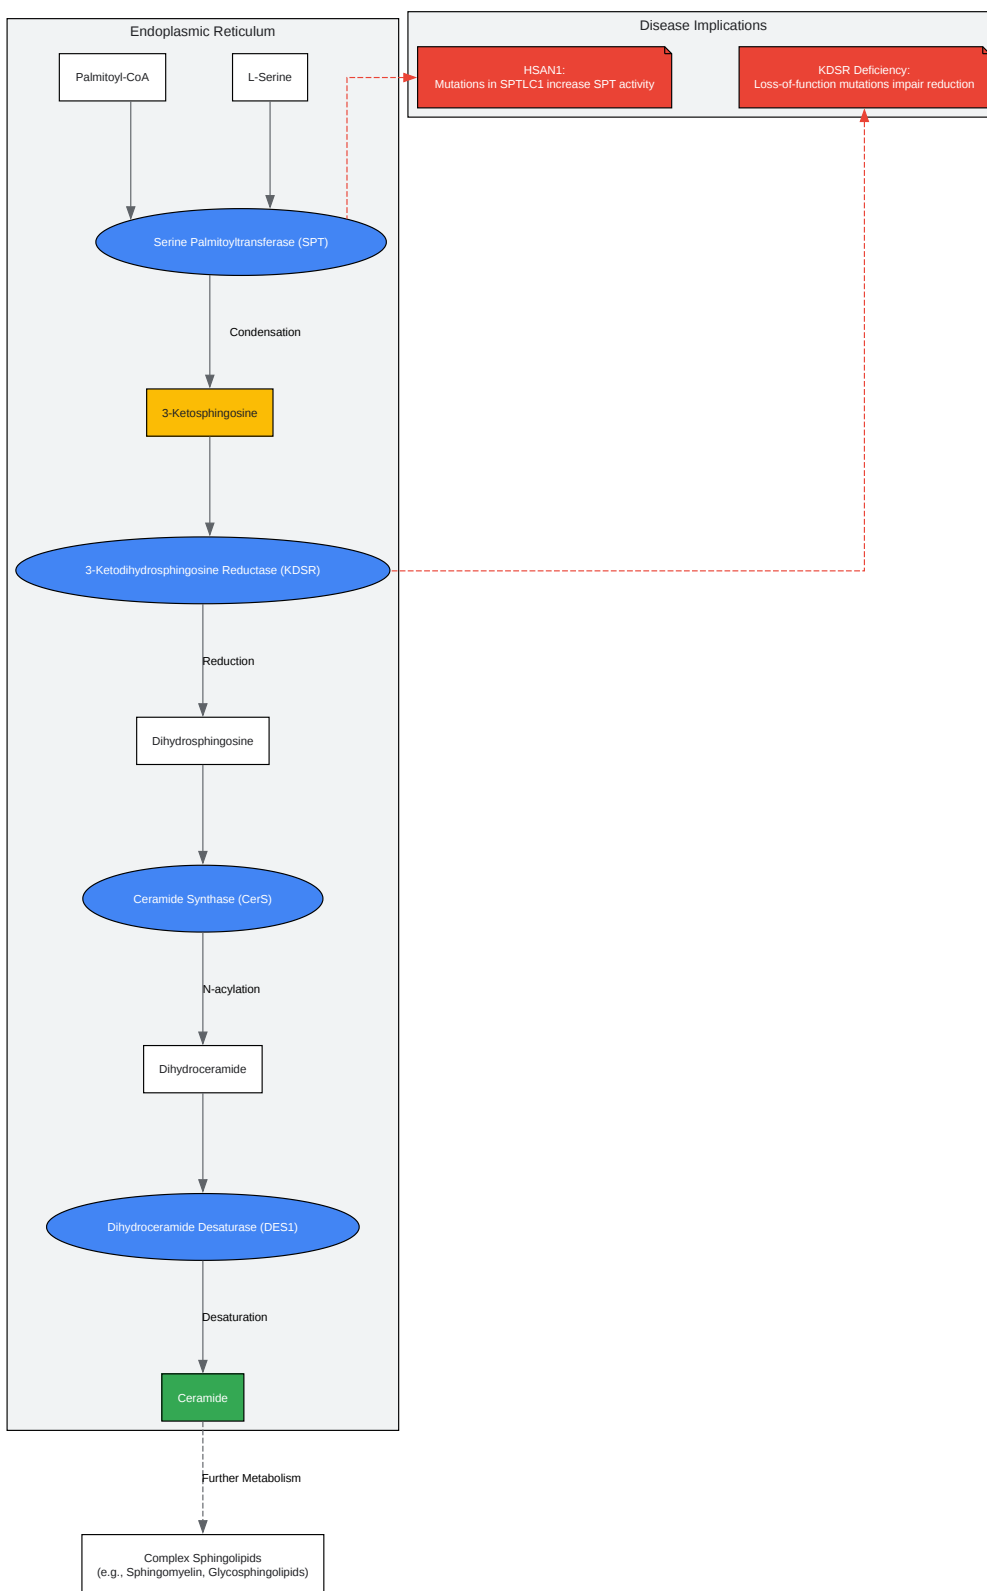 Endoplasmic Reticulum
Disease Implications
Palmitoyl-CoA
L-Serine
HSAN1:
Mutations in SPTLC1 increase SPT activity
KDSR Deficiency:
Loss-of-function mutations impair reduction
Serine Palmitoyltransferase (SPT)
Condensation
3-Ketosphingosine
3-Ketodihydrosphingosine Reductase (KDSR)
Reduction
Dihydrosphingosine
Ceramide Synthase (CerS)
N-acylation
Dihydroceramide
Dihydroceramide Desaturase (DES1)
Desaturation
Ceramide
Further Metabolism
Complex Sphingolipids
(e.g., Sphingomyelin, Glycosphingolipids)